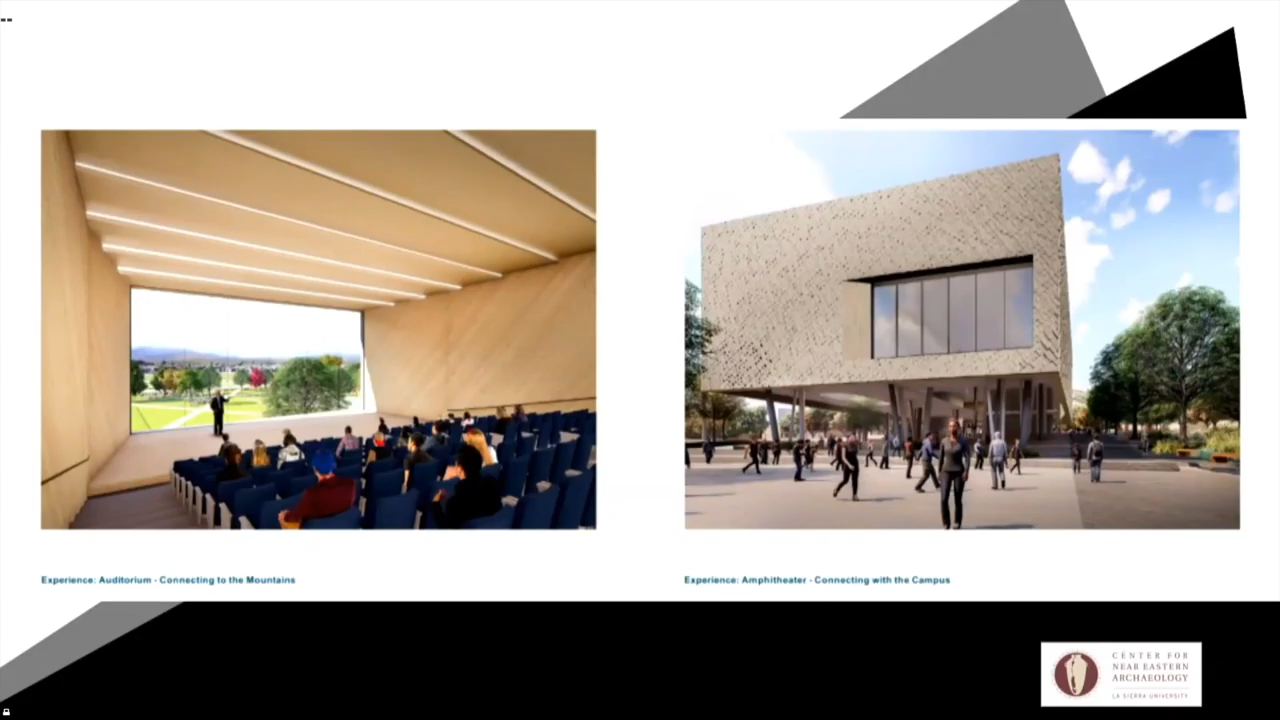 Experience: Auditorium - Connecting to the Mountains
Experience: Amphitheater - Connecting with the Campus
CENTER FOR
NEAR EASTERN
ARCHAEOLOGY
LA SIERRA UNIVERSITY